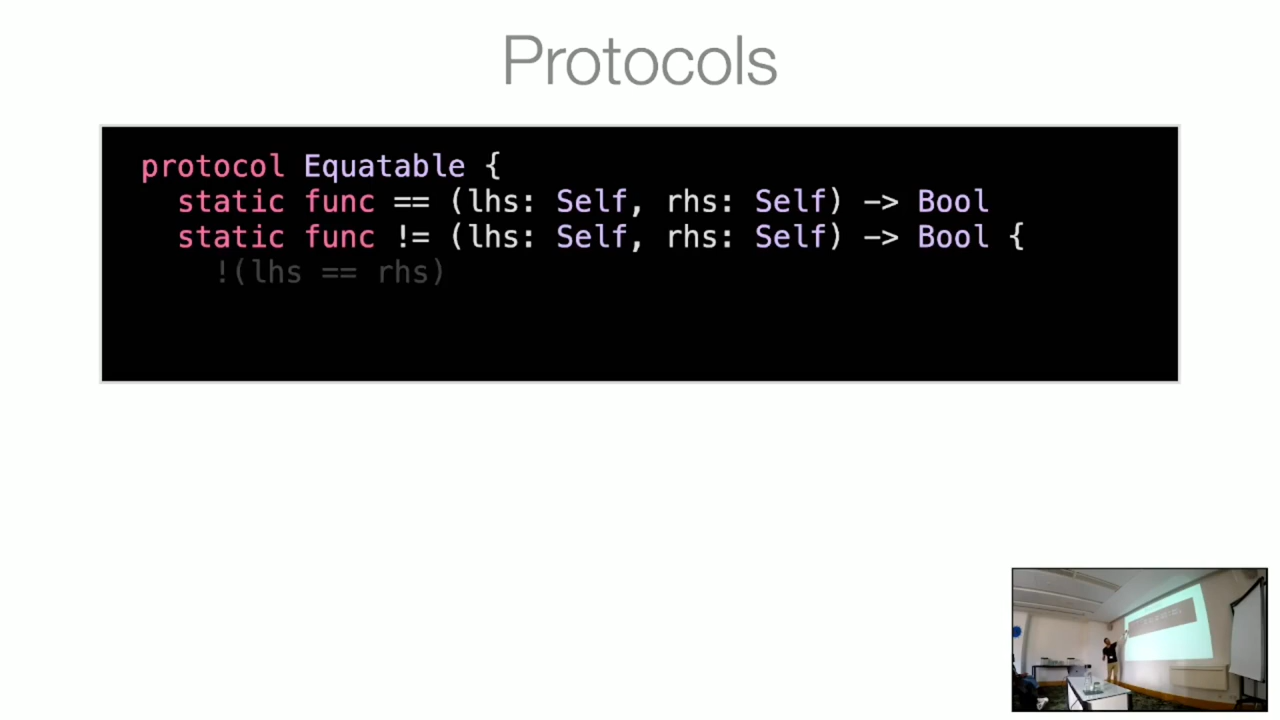 Protocols
protocol Equatable {
static func == (lhs: Self, rhs: Self) -> Bool
static func != (lhs: Self, rhs: Self) -> Bool {
!(lhs == rhs)